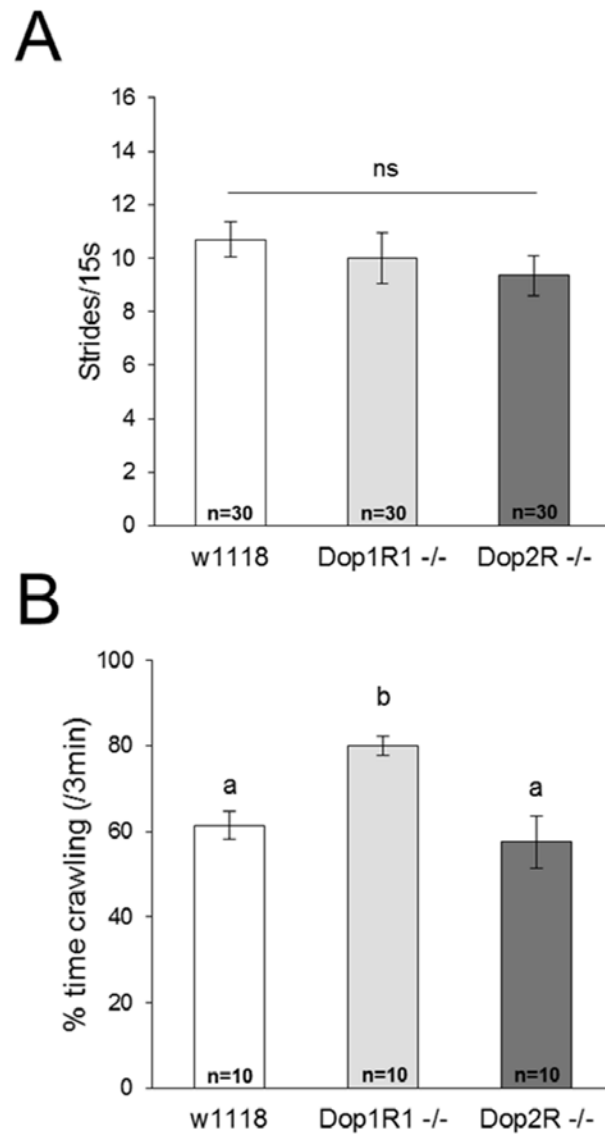 A
16
14
12
10
8
6
4
2
0
Strides/15s
ns
n=30 n=30 n=30
w1118 Dop1R1 -/- Dop2R -/-
B
100
80
60
40
20
0
% time crawling (/3min)
a b a
n=10 n=10 n=10
w1118 Dop1R1 -/- Dop2R -/-